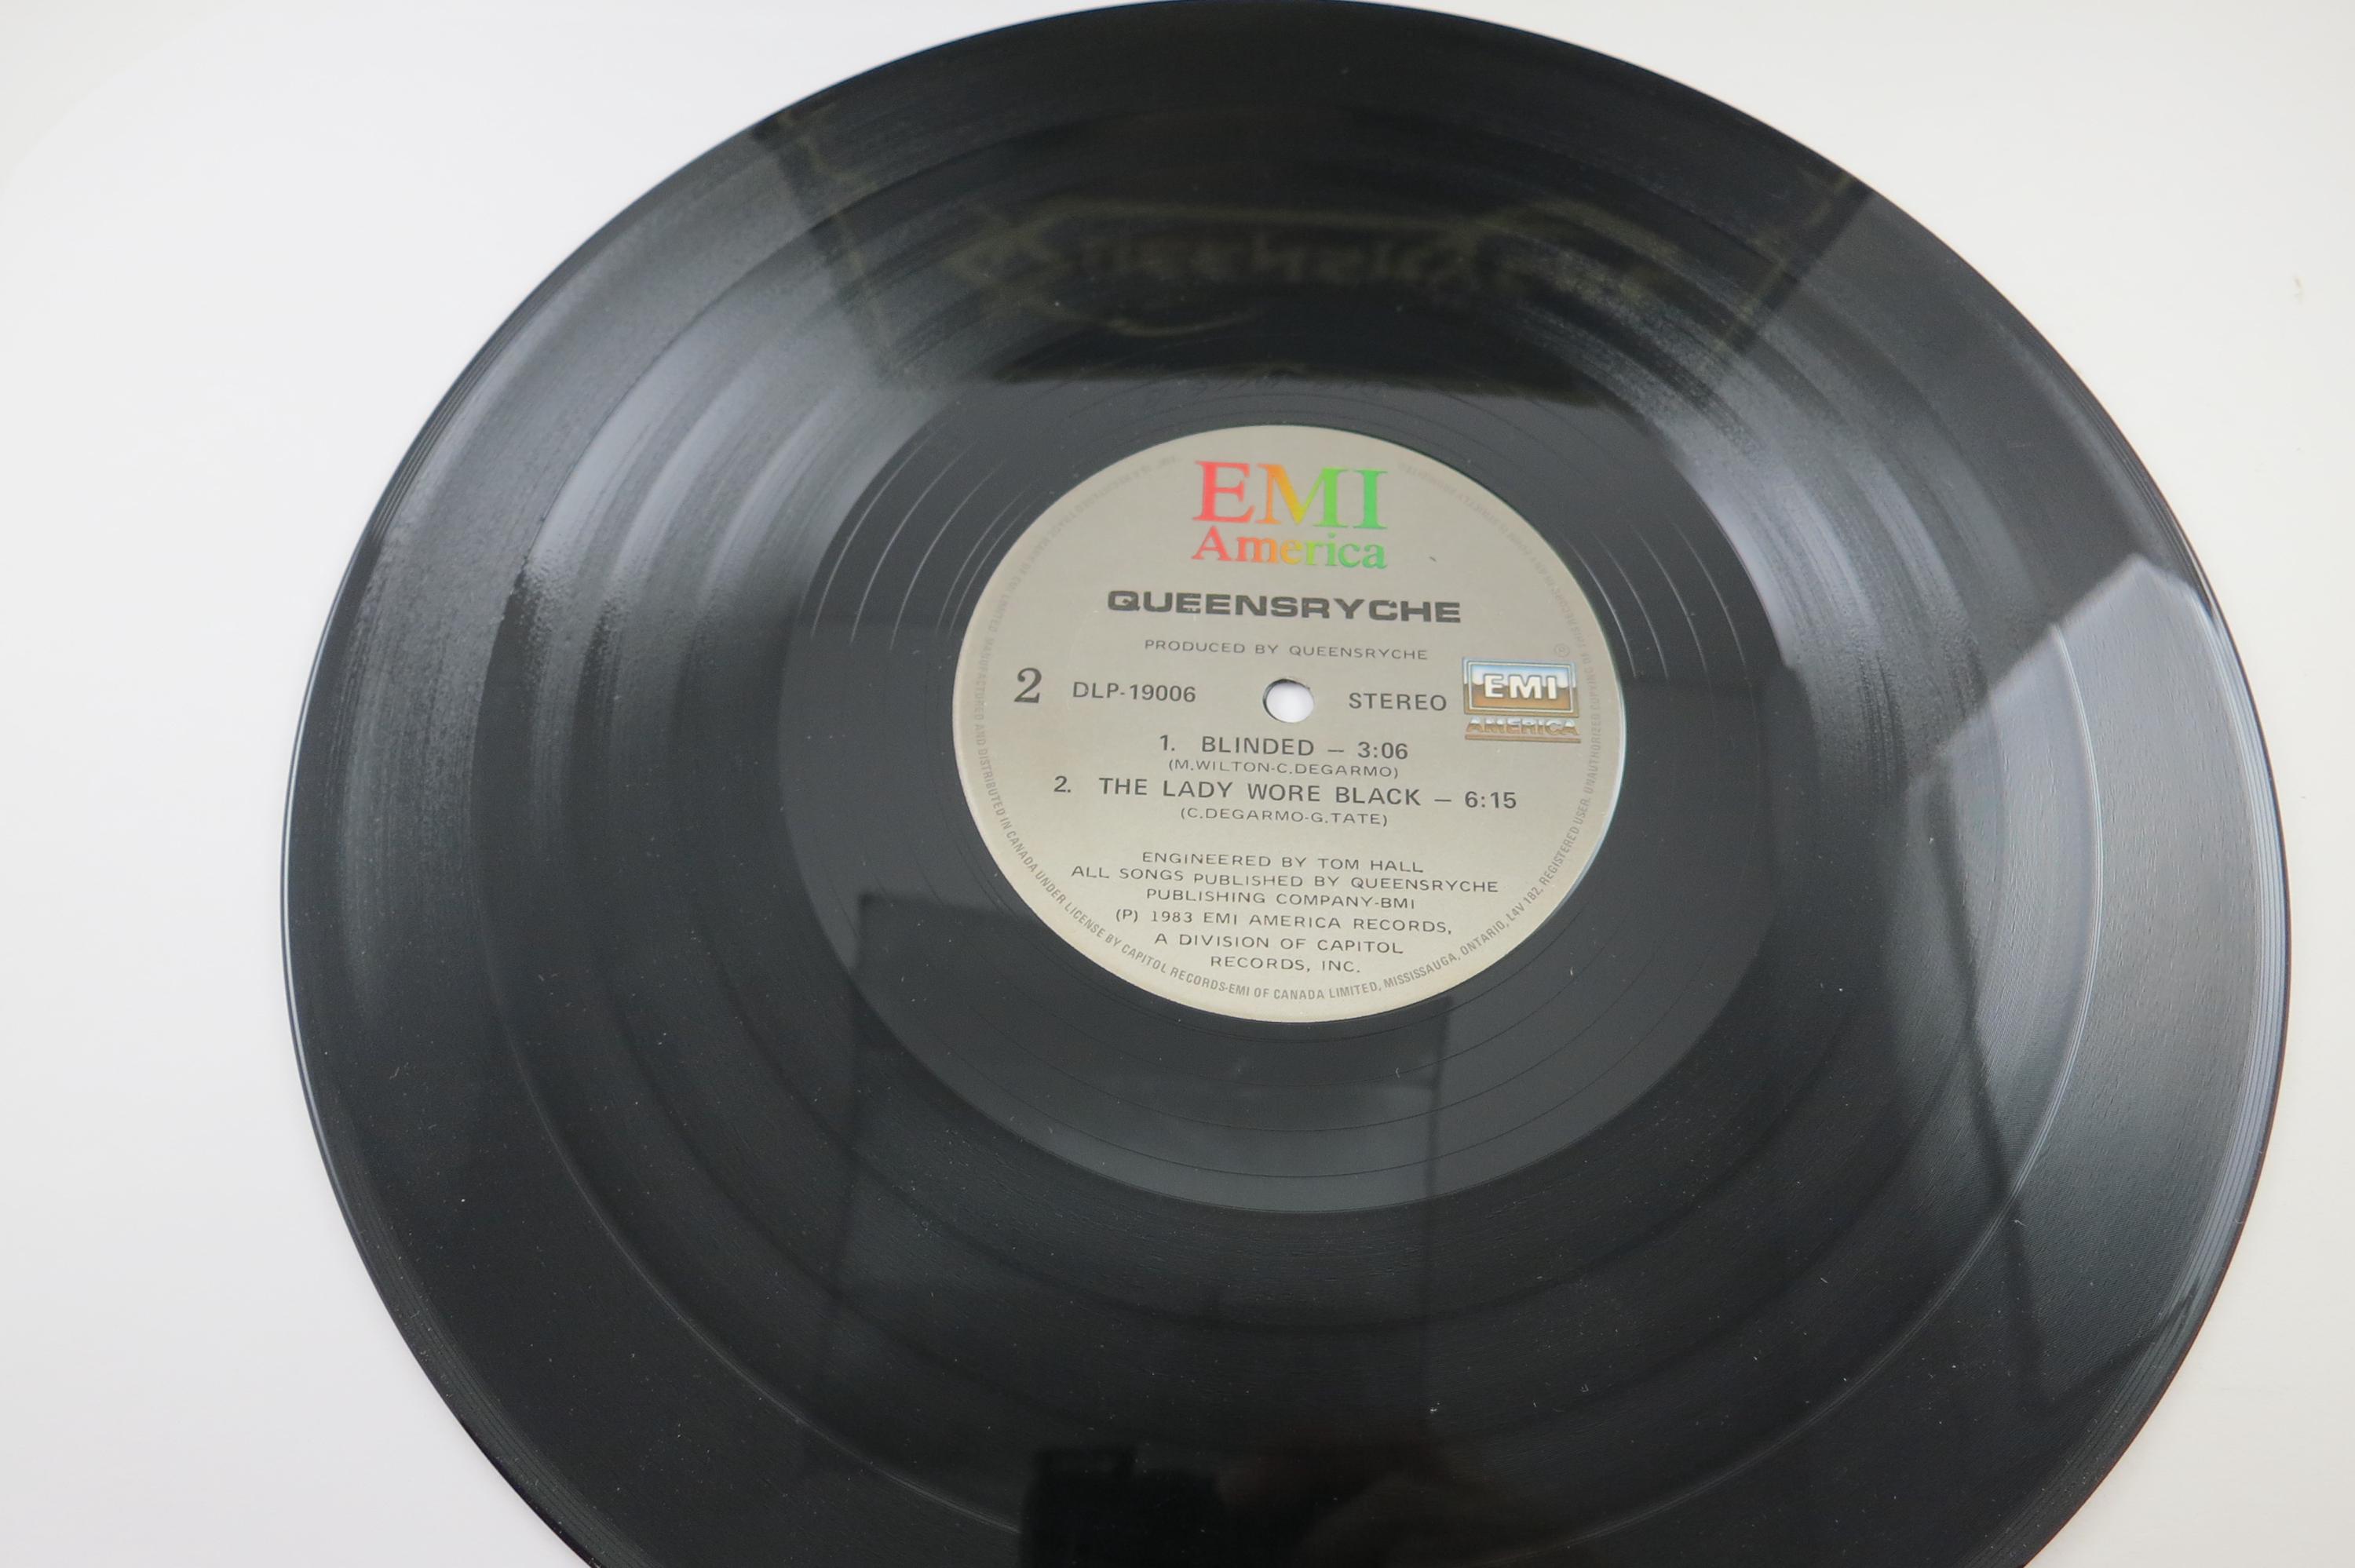 EMI
America
QUEENSRYCHE
PRODUCED BY QUEENSRYCHE
2 DLP-19006 STEREO EMI
AMERICA
1. BLINDED — 3:06
(M.WILTON-C.DEGARMO)
2. THE LADY WORE BLACK — 6:15
(C.DEGARMO-G.TATE)
ENGINEERED BY TOM HALL
ALL SONGS PUBLISHED BY QUEENSRYCHE
PUBLISHING COMPANY-BMI
(P) 1983 EMI AMERICA RECORDS,
A DIVISION OF CAPITOL
RECORDS, INC.
MANUFACTURED AND DISTRIBUTED IN CANADA UNDER LICENSE BY CAPITOL RECORDS-EMI OF CANADA LIMITED, MISSISSAUGA, ONTARIO, L4V 1B2. REGISTERED USER. UNAUTHORIZED